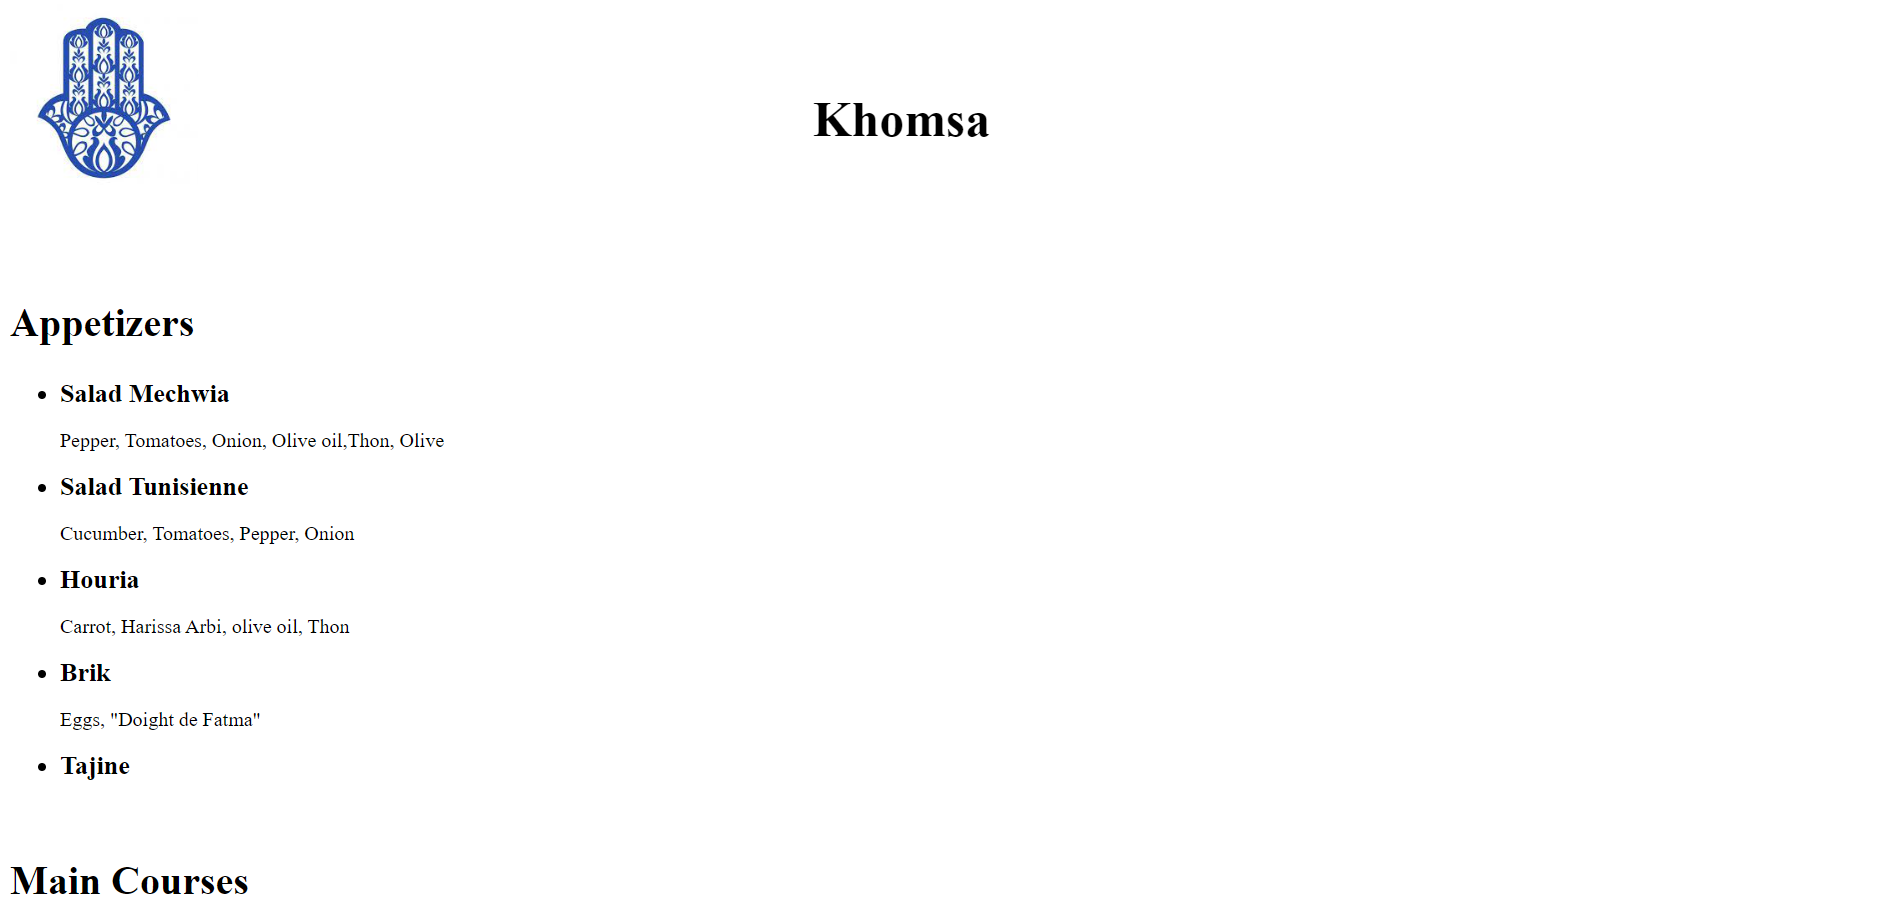 Khomsa
Appetizers
Salad Mechwia
Pepper, Tomatoes, Onion, Olive oil,Thon, Olive
Salad Tunisienne
Cucumber, Tomatoes, Pepper, Onion
Houria
Carrot, Harissa Arbi, olive oil, Thon
Brik
Eggs, "Doight de Fatma"
Tajine
Main Courses